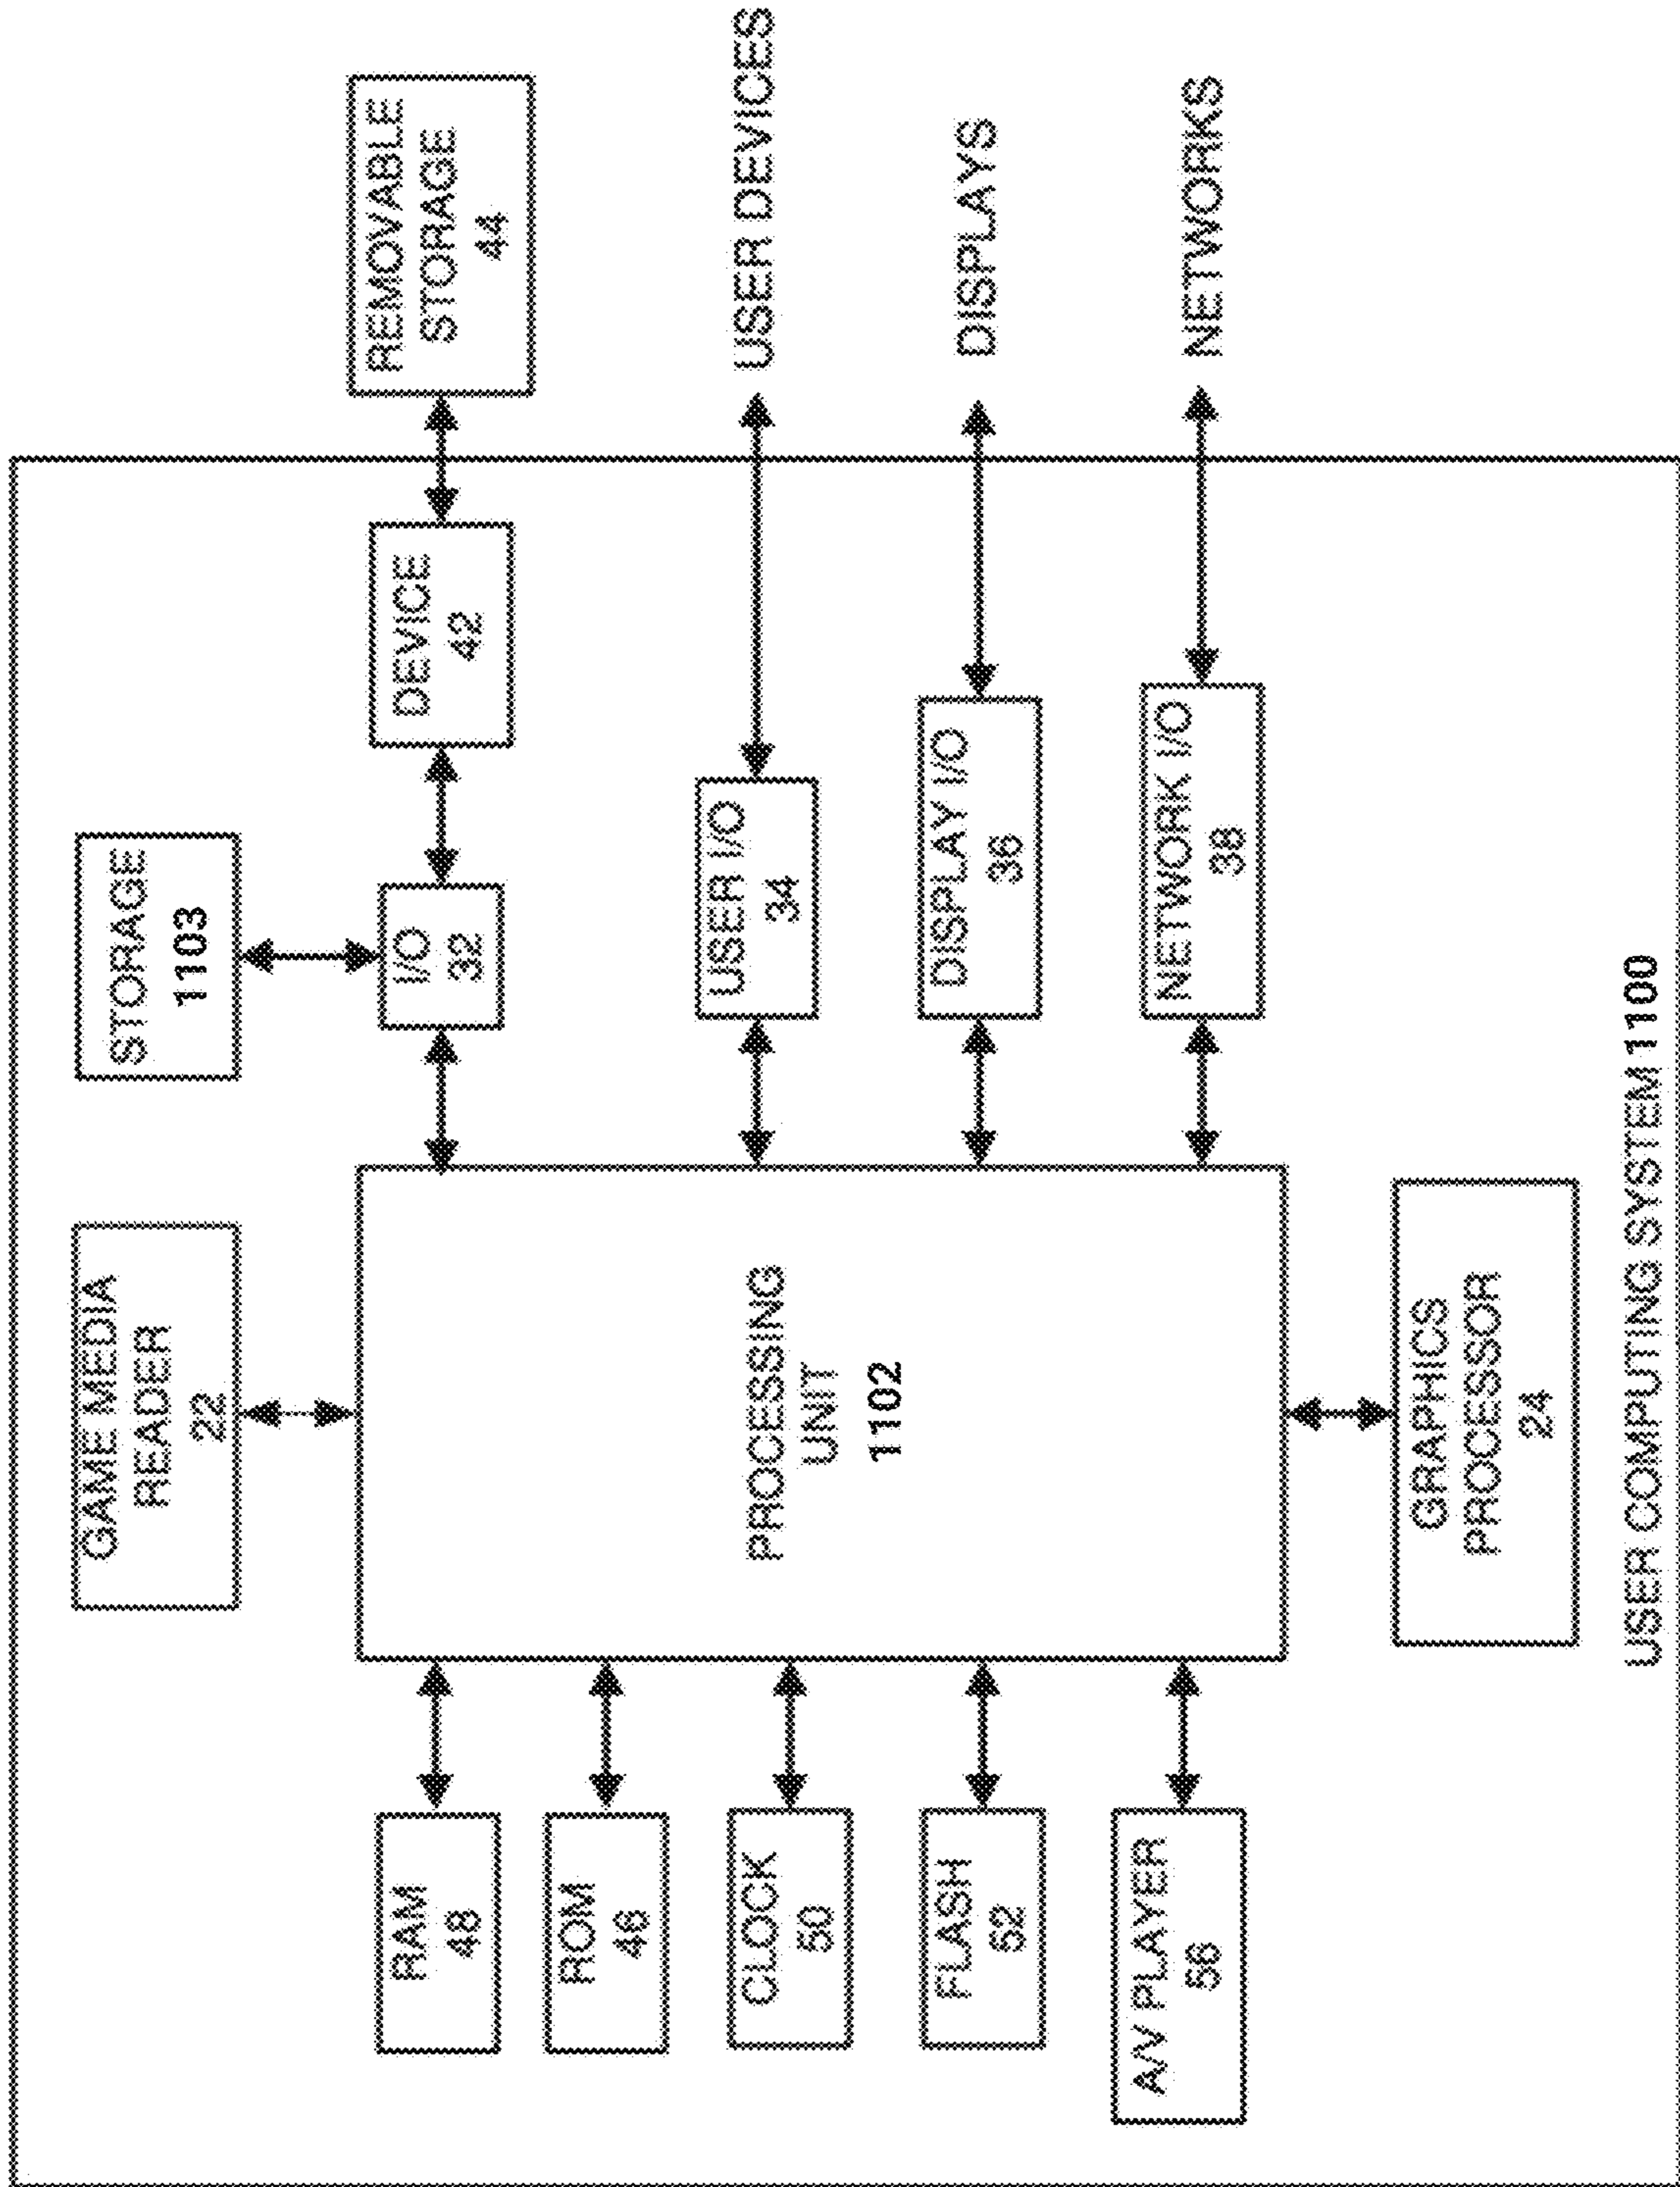 GAME MEDIA
READER
22
STORAGE
1103
RAM
48
I/O
32
DEVICE
42
REMOVABLE
STORAGE
44
ROM
46
PROCESSING
UNIT
1102
CLOCK
50
USER I/O
34
USER DEVICES
FLASH
52
DISPLAY I/O
36
DISPLAYS
A/V PLAYER
56
NETWORK I/O
38
NETWORKS
GRAPHICS
PROCESSOR
24
USER COMPUTING SYSTEM 1100